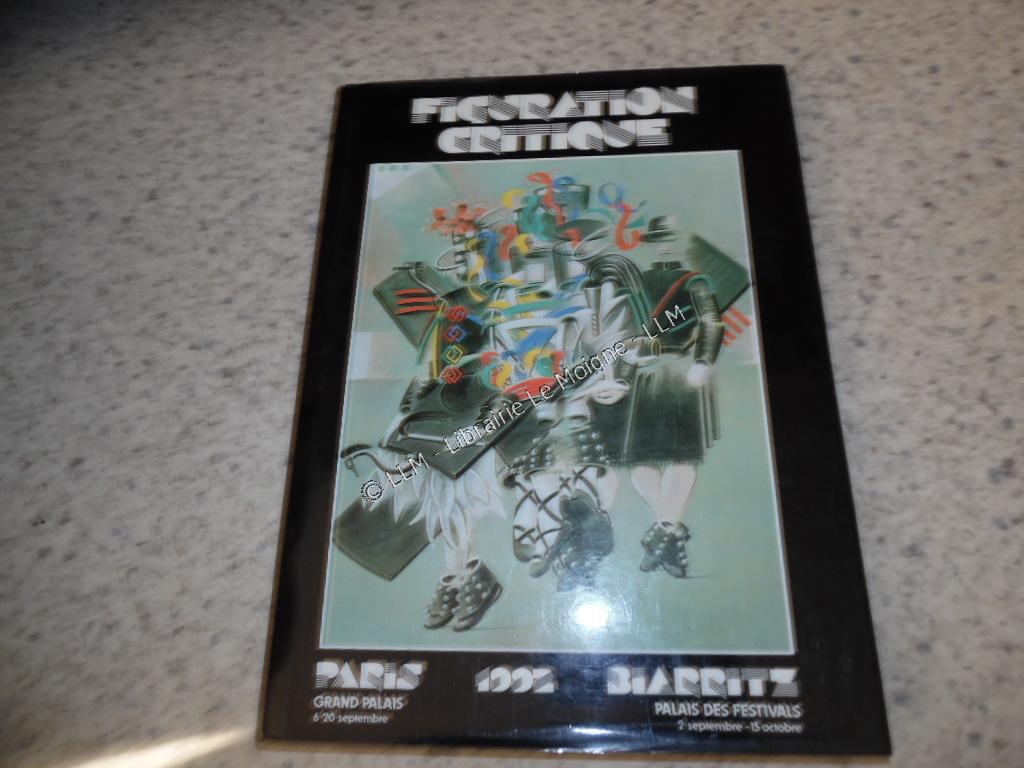 FIGURATION
CRITIQUE
© LLM - Librairie Le Moigne - LLM
PARIS 1992 BIARRITZ
GRAND PALAIS PALAIS DES FESTIVALS
6-20 septembre 2 septembre - 15 octobre